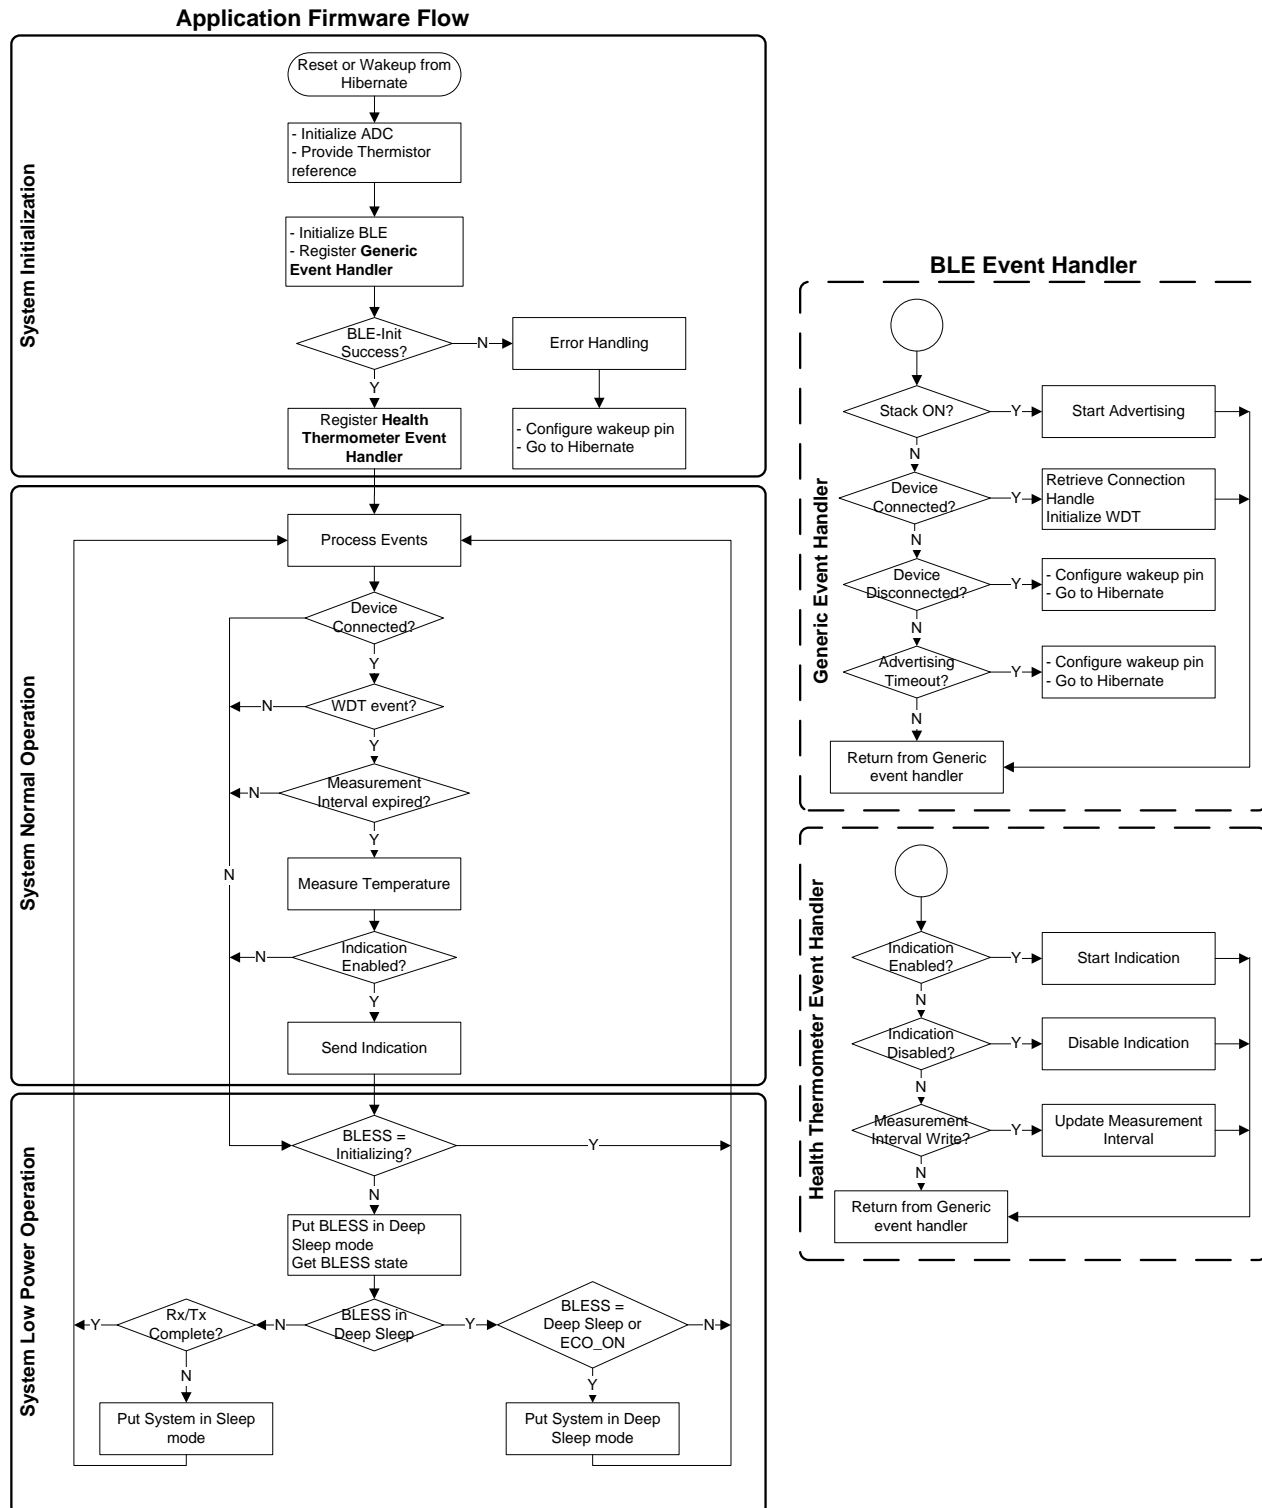 Application Firmware Flow
System Initialization
Reset or Wakeup from
Hibernate
- Initialize ADC
- Provide Thermistor
reference
- Initialize BLE
- Register Generic
Event Handler
BLE-Init
Success?
N
Error Handling
Y
- Configure wakeup pin
- Go to Hibernate
Register Health
Thermometer Event
Handler
System Normal Operation
Process Events
Device
Connected?
Y
WDT event?
N
Y
Measurement
Interval expired?
N
Y
N
Measure Temperature
Indication
Enabled?
N
Y
Send Indication
System Low Power Operation
BLESS =
Initializing?
Y
N
Put BLESS in Deep
Sleep mode
Get BLESS state
BLESS in
Deep Sleep
N
Y
Rx/Tx
Complete?
Y
N
Put System in Sleep
mode
BLESS =
Deep Sleep or
ECO_ON
N
Y
Put System in Deep
Sleep mode
BLE Event Handler
Generic Event Handler
Stack ON?
Y
Start Advertising
N
Device
Connected?
Y
Retrieve Connection
Handle
Initialize WDT
N
Device
Disconnected?
Y
- Configure wakeup pin
- Go to Hibernate
N
Advertising
Timeout?
Y
- Configure wakeup pin
- Go to Hibernate
N
Return from Generic
event handler
Health Thermometer Event Handler
Indication
Enabled?
Y
Start Indication
N
Indication
Disabled?
Y
Disable Indication
N
Measurement
Interval Write?
Y
Update Measurement
Interval
N
Return from Generic
event handler